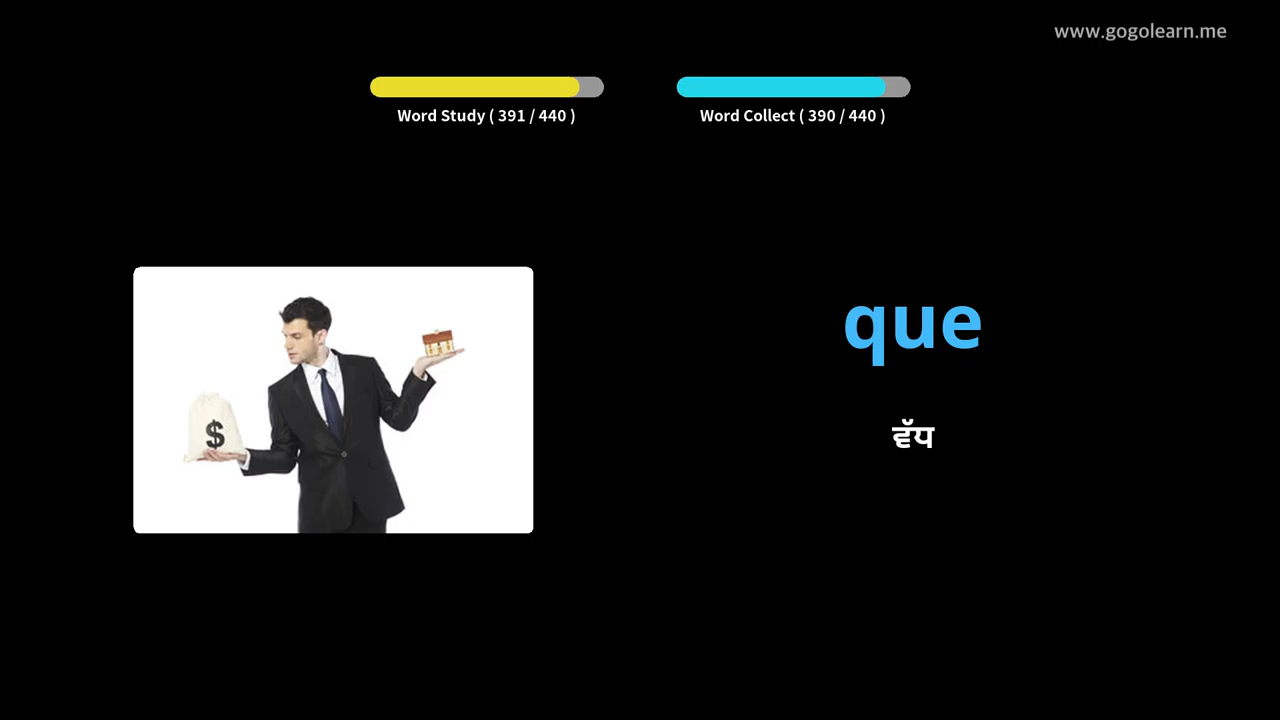 www.gogolearn.me
Word Study ( 391 / 440 )
Word Collect ( 390 / 440 )
que
ਵੱਧ
$